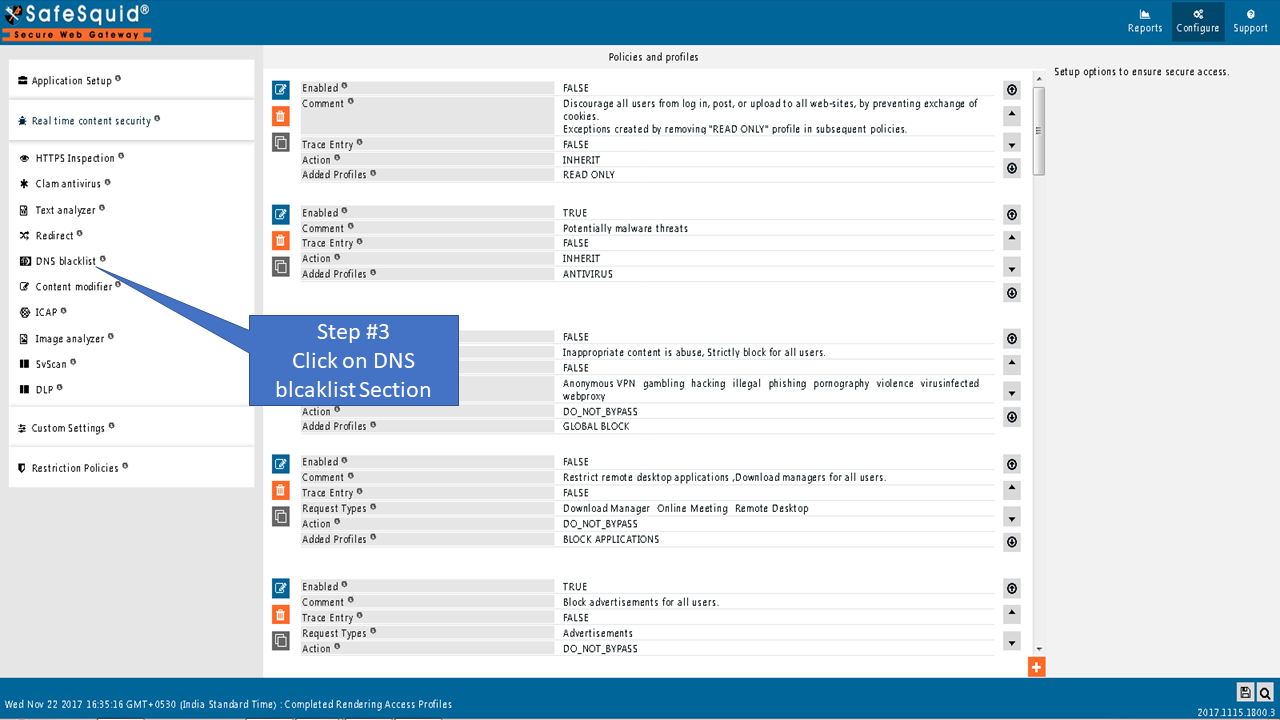 SafeSquid®
Secure Web Gateway
Reports
Configure
Support
Application Setup
Real time content security
HTTPS Inspection
Clam antivirus
Text analyzer
Redirect
DNS blacklist
Content modifier
ICAP
Image analyzer
SvScan
DLP
Custom Settings
Restriction Policies
Policies and profiles
Enabled FALSE
Comment Discourage all users from log in, post, or upload to all web-sites, by preventing exchange of
cookies.
Exceptions created by removing "READ ONLY" profile in subsequent policies.
Trace Entry FALSE
Action INHERIT
Added Profiles READ ONLY
Enabled TRUE
Comment Potentially malware threats
Trace Entry FALSE
Action INHERIT
Added Profiles ANTIVIRUS
FALSE
Inappropriate content is abuse, Strictly block for all users.
FALSE
Anonymous VPN gambling hacking illegal phishing pornography violence virusinfected
webproxy
Action DO_NOT_BYPASS
Added Profiles GLOBAL BLOCK
Enabled FALSE
Comment Restrict remote desktop applications ,Download managers for all users.
Trace Entry FALSE
Request Types Download Manager Online Meeting Remote Desktop
Action DO_NOT_BYPASS
Added Profiles BLOCK APPLICATIONS
Enabled TRUE
Comment Block advertisements for all users.
Trace Entry FALSE
Request Types Advertisements
Action DO_NOT_BYPASS
Step #3
Click on DNS
blcaklist Section
Setup options to ensure secure access.
Wed Nov 22 2017 16:35:16 GMT+0530 (India Standard Time) : Completed Rendering Access Profiles
2017.1115.1800.3